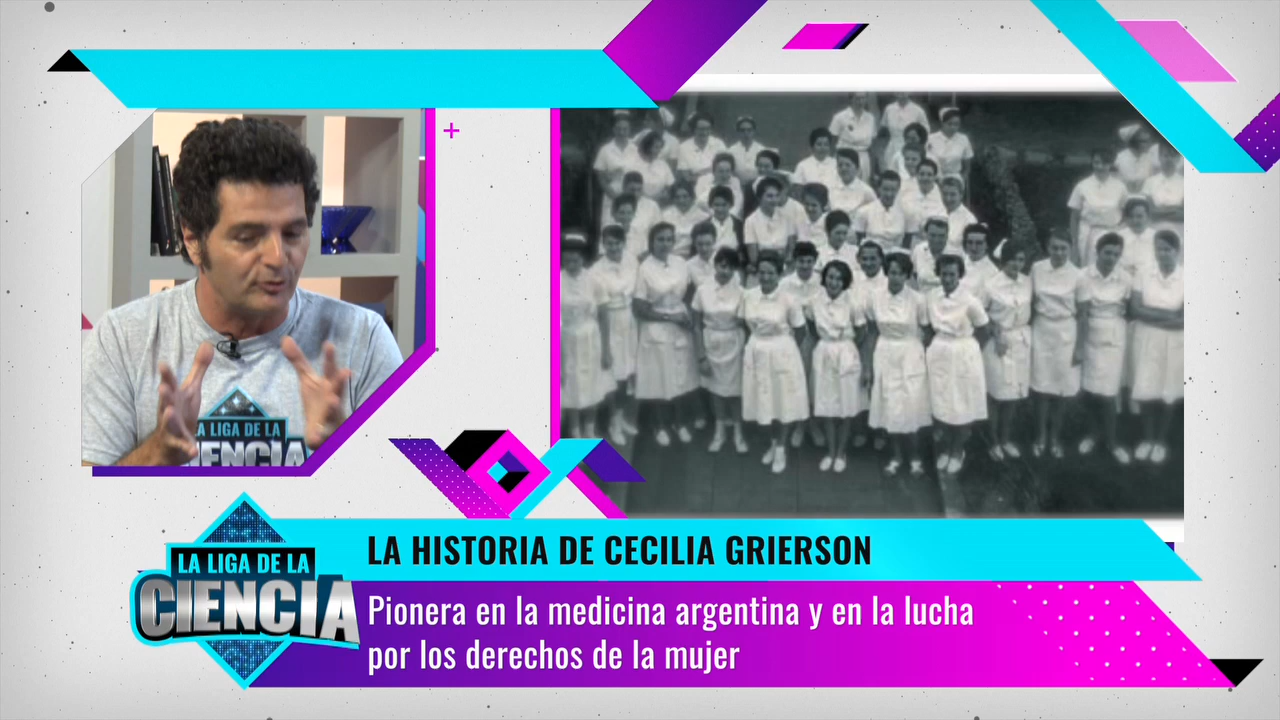 LA LIGA DE LA
CIENCIA
LA HISTORIA DE CECILIA GRIERSON
LA LIGA DE LA
CIENCIA
Pionera en la medicina argentina y en la lucha
por los derechos de la mujer